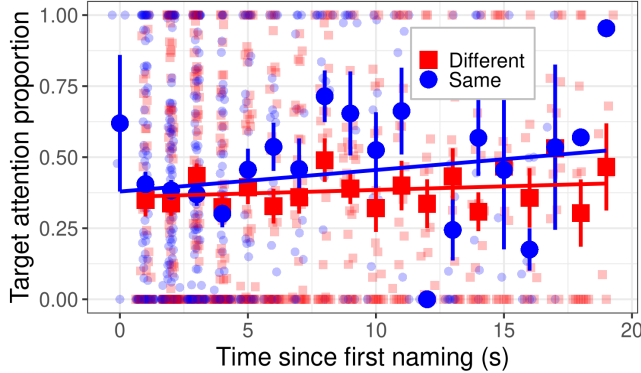 Target attention proportion
1.00
0.75
0.50
0.25
0.00
Different
Same
0 5 10 15 20
Time since first naming (s)